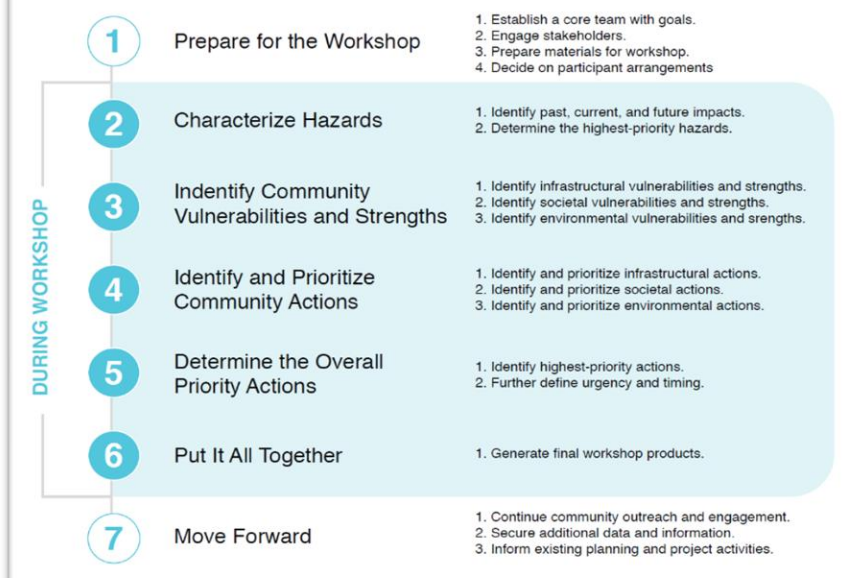 1
Prepare for the Workshop
1. Establish a core team with goals.
2. Engage stakeholders.
3. Prepare materials for workshop.
4. Decide on participant arrangements
DURING WORKSHOP
2
Characterize Hazards
1. Identify past, current, and future impacts.
2. Determine the highest-priority hazards.
3
Indentify Community
Vulnerabilities and Strengths
1. Identify infrastructural vulnerabilities and strengths.
2. Identify societal vulnerabilities and strengths.
3. Identify environmental vulnerabilities and srengths.
4
Identify and Prioritize
Community Actions
1. Identify and prioritize infrastructural actions.
2. Identify and prioritize societal actions.
3. Identify and prioritize environmental actions.
5
Determine the Overall
Priority Actions
1. Identify highest-priority actions.
2. Further define urgency and timing.
6
Put It All Together
1. Generate final workshop products.
7
Move Forward
1. Continue community outreach and engagement.
2. Secure additional data and information.
3. Inform existing planning and project activities.